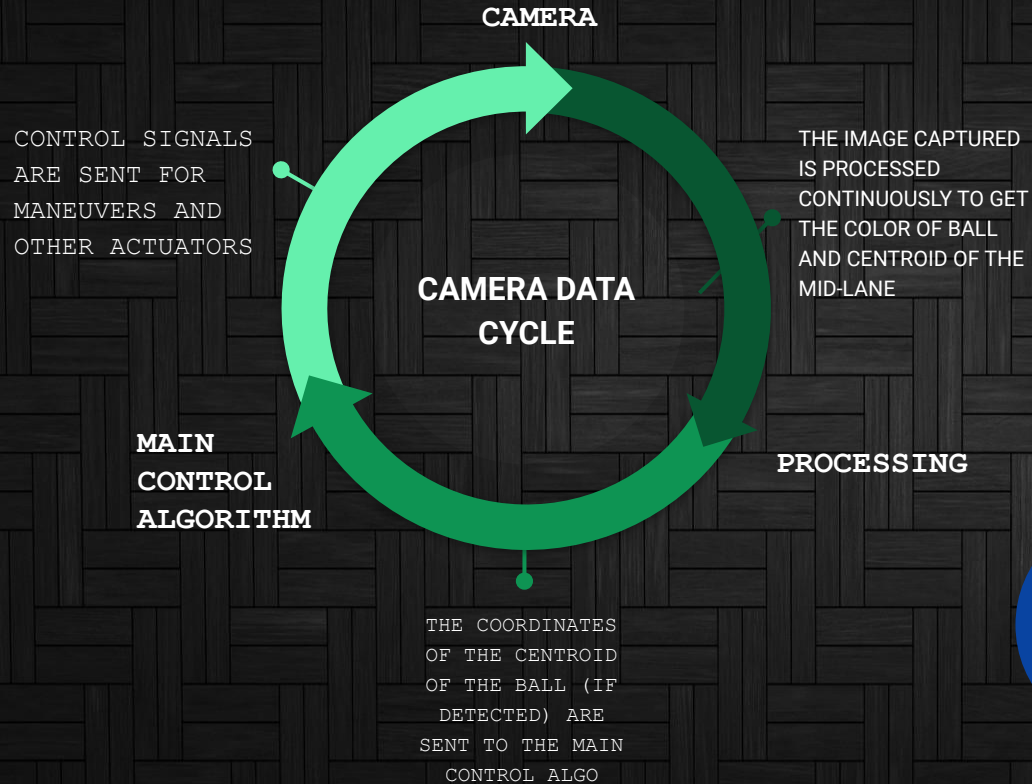 CAMERA
THE IMAGE CAPTURED
IS PROCESSED
CONTINUOUSLY TO GET
THE COLOR OF BALL
AND CENTROID OF THE
MID-LANE
PROCESSING
THE COORDINATES
OF THE CENTROID
OF THE BALL (IF
DETECTED) ARE
SENT TO THE MAIN
CONTROL ALGO
MAIN
CONTROL
ALGORITHM
CONTROL SIGNALS
ARE SENT FOR
MANEUVERS AND
OTHER ACTUATORS
CAMERA DATA
CYCLE